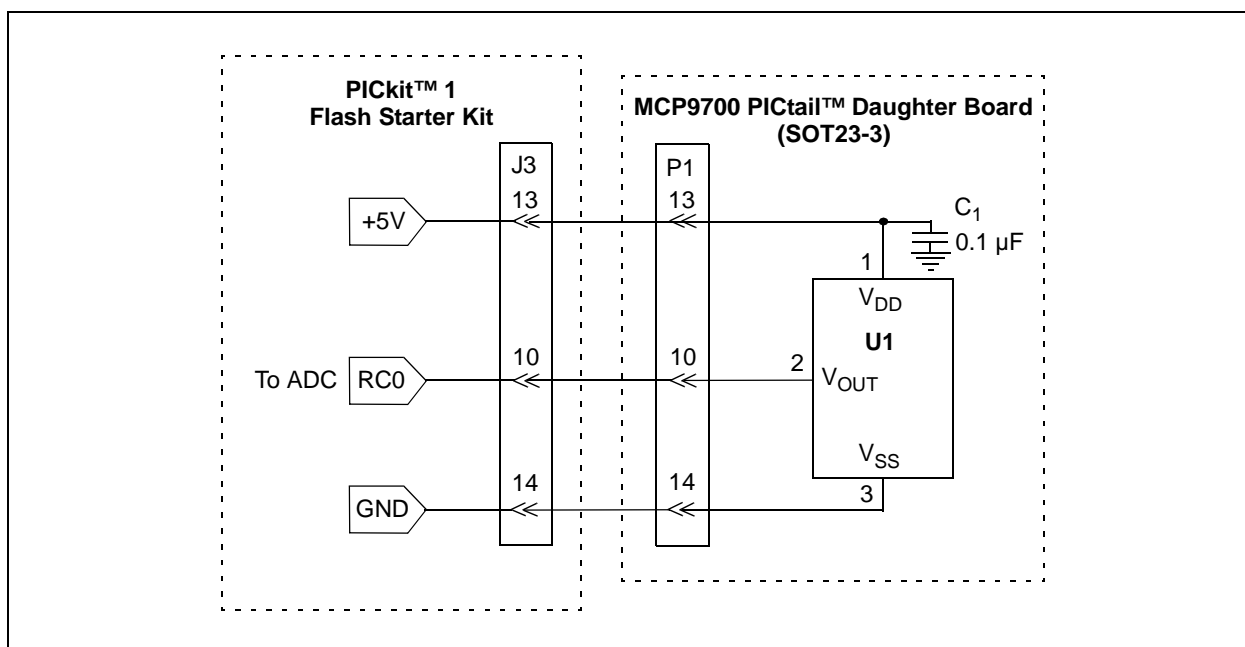 PICkit™ 1
Flash Starter Kit
MCP9700 PICtail™ Daughter Board
(SOT23-3)
J3
P1
+5V
13
13
C1
0.1 µF
1
VDD
U1
To ADC
RC0
10
10
2
VOUT
VSS
GND
14
14
3